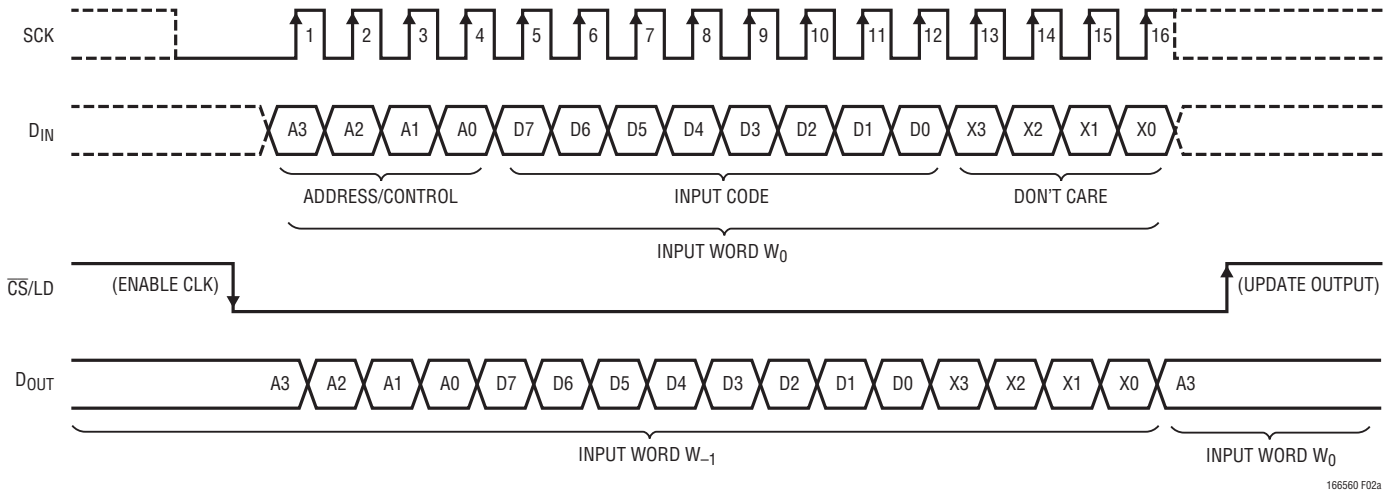 SCK 1 2 3 4 5 6 7 8 9 10 11 12 13 14 15 16
DIN A3 A2 A1 A0 D7 D6 D5 D4 D3 D2 D1 D0 X3 X2 X1 X0
ADDRESS/CONTROL INPUT CODE DON'T CARE
INPUT WORD W0
C̅S̅/LD (ENABLE CLK) (UPDATE OUTPUT)
DOUT A3 A2 A1 A0 D7 D6 D5 D4 D3 D2 D1 D0 X3 X2 X1 X0 A3
INPUT WORD W–1 INPUT WORD W0
166560 F02a